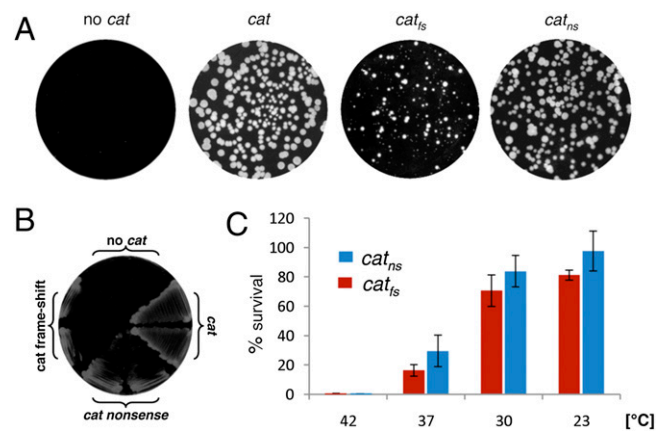 A
no cat
cat
catfs
catns
B
no cat
cat frame-shift
cat
cat nonsense
C
120
100
80
60
40
20
0
% survival
catns
catfs
42
37
30
23
[°C]